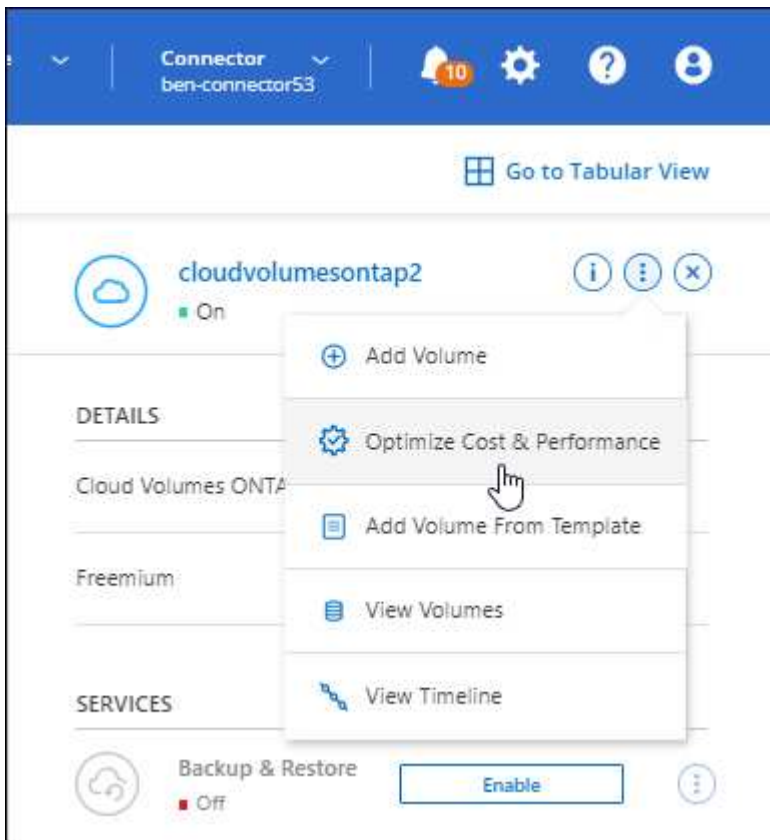 Connector
ben-connector53
10
Go to Tabular View
cloudvolumesontap2
On
Add Volume
Optimize Cost & Performance
Add Volume From Template
View Volumes
View Timeline
DETAILS
Cloud Volumes ONTA
Freemium
SERVICES
Backup & Restore
Off
Enable